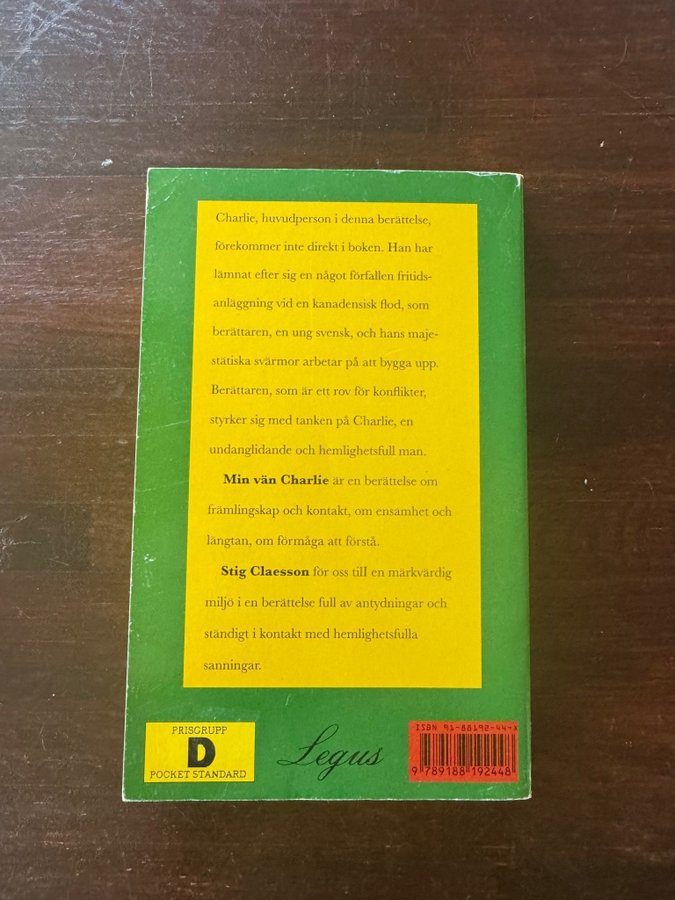 Charlie, huvudperson i denna berättelse,
förekommer inte direkt i boken. Han har
lämnat efter sig en något förfallen fritids-
anläggning vid en kanadensisk flod, som
berättaren, en ung svensk, och hans maje-
stätiska svärmor arbetar på att bygga upp.
Berättaren, som är ett rov för konflikter,
styrker sig med tanken på Charlie, en
undanglidande och hemlighetsfull man.
Min vän Charlie är en berättelse om
främlingskap och kontakt, om ensamhet och
längtan, om förmåga att förstå.
Stig Claesson för oss till en märkvärdig
miljö i en berättelse full av antydningar och
ständigt i kontakt med hemlighetsfulla
sanningar.
PRISGRUPP
D
POCKET STANDARD
Legus
ISBN 91-88192-44-X
9 789188 192448